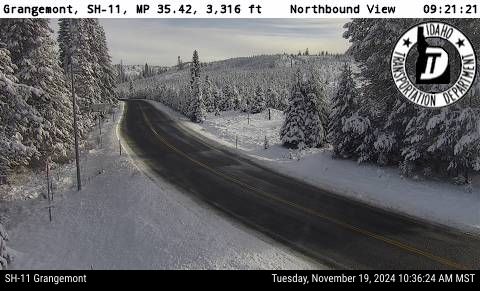 Grangemont, SH-11, MP 35.42, 3,316 ft Northbound View 09:21:21
IDAHO
TRANSPORTATION DEPARTMENT
SH-11 Grangemont Tuesday, November 19, 2024 10:36:24 AM MST